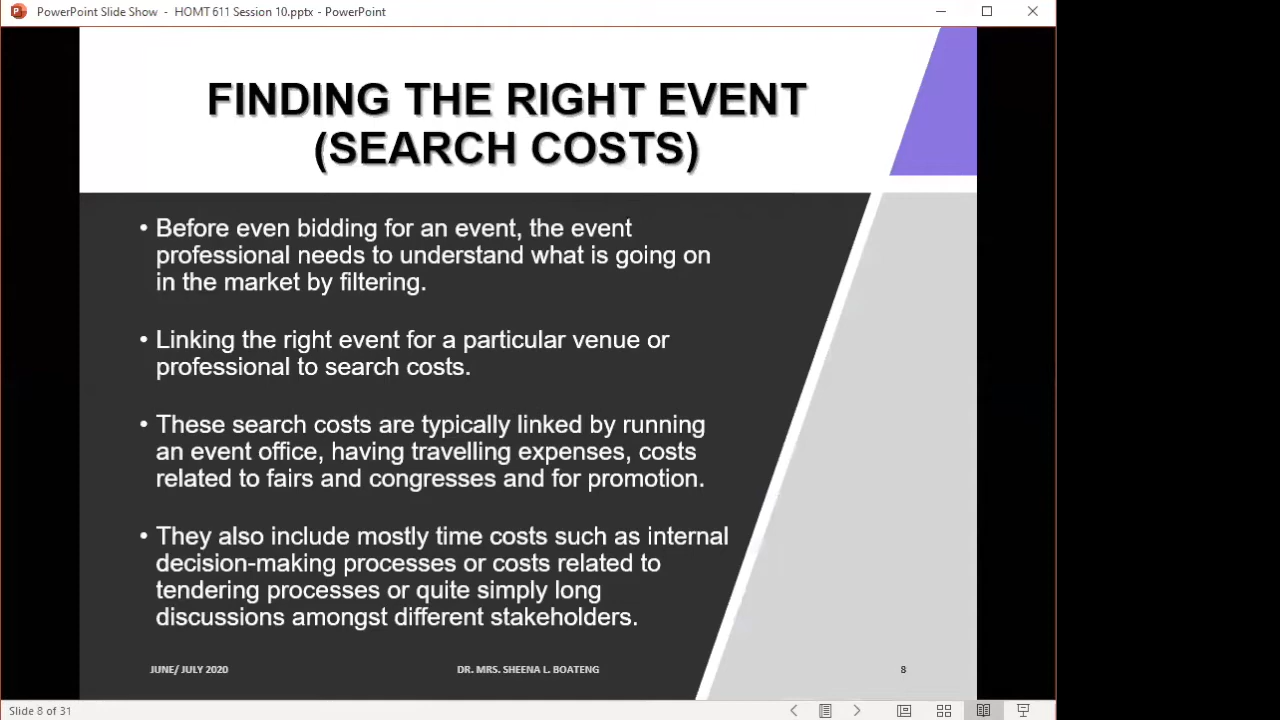 PowerPoint Slide Show - HOMT 611 Session 10.pptx - PowerPoint
FINDING THE RIGHT EVENT
(SEARCH COSTS)
• Before even bidding for an event, the event
professional needs to understand what is going on
in the market by filtering.
• Linking the right event for a particular venue or
professional to search costs.
• These search costs are typically linked by running
an event office, having travelling expenses, costs
related to fairs and congresses and for promotion.
• They also include mostly time costs such as internal
decision-making processes or costs related to
tendering processes or quite simply long
discussions amongst different stakeholders.
JUNE/ JULY 2020 DR. MRS. SHEENA L. BOATENG 8
Slide 8 of 31